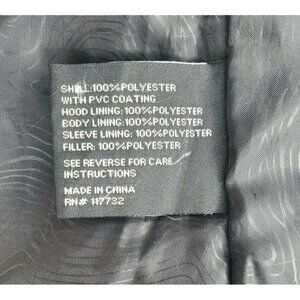 SHELL:100%POLYESTER
WITH PVC COATING
HOOD LINING:100%POLYESTER
BODY LINING:100%POLYESTER
SLEEVE LINING:100%POLYESTER
FILLER: 100%POLYESTER
SEE REVERSE FOR CARE
INSTRUCTIONS
MADE IN CHINA
RN# 117732